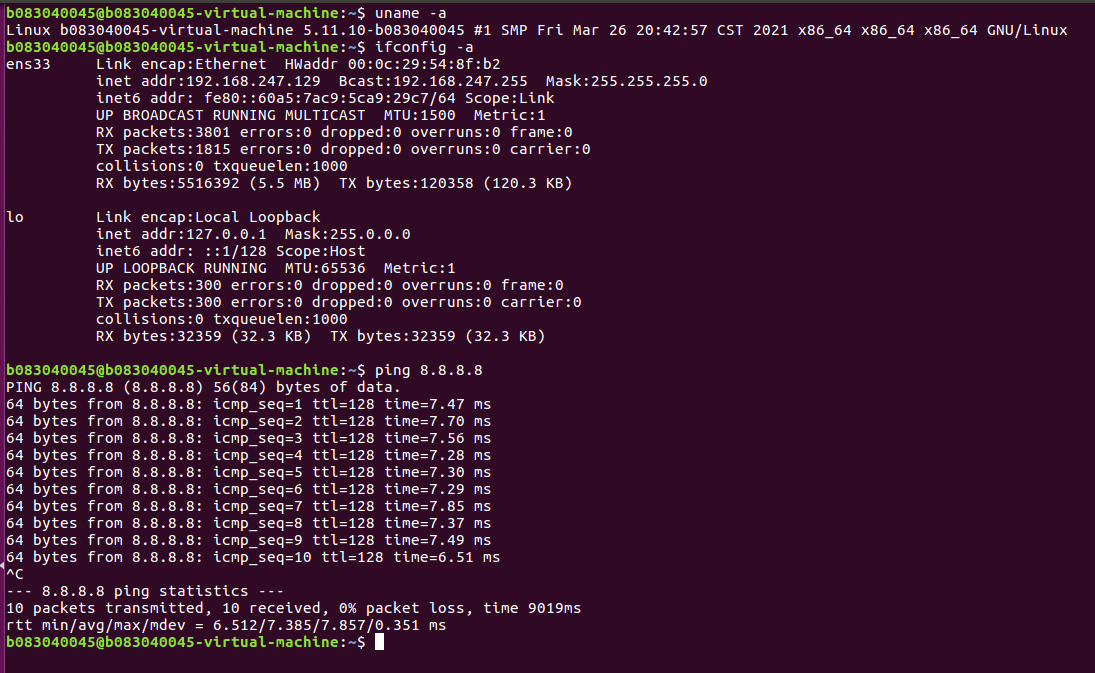 b083040045@b083040045-virtual-machine:~$ uname -a
Linux b083040045-virtual-machine 5.11.10-b083040045 #1 SMP Fri Mar 26 20:42:57 CST 2021 x86_64 x86_64 x86_64 GNU/Linux
b083040045@b083040045-virtual-machine:~$ ifconfig -a
ens33     Link encap:Ethernet  HWaddr 00:0c:29:54:8f:b2
          inet addr:192.168.247.129  Bcast:192.168.247.255  Mask:255.255.255.0
          inet6 addr: fe80::60a5:7ac9:5ca9:29c7/64 Scope:Link
          UP BROADCAST RUNNING MULTICAST  MTU:1500  Metric:1
          RX packets:3801 errors:0 dropped:0 overruns:0 frame:0
          TX packets:1815 errors:0 dropped:0 overruns:0 carrier:0
          collisions:0 txqueuelen:1000
          RX bytes:5516392 (5.5 MB)  TX bytes:120358 (120.3 KB)

lo        Link encap:Local Loopback
          inet addr:127.0.0.1  Mask:255.0.0.0
          inet6 addr: ::1/128 Scope:Host
          UP LOOPBACK RUNNING  MTU:65536  Metric:1
          RX packets:300 errors:0 dropped:0 overruns:0 frame:0
          TX packets:300 errors:0 dropped:0 overruns:0 carrier:0
          collisions:0 txqueuelen:1000
          RX bytes:32359 (32.3 KB)  TX bytes:32359 (32.3 KB)

b083040045@b083040045-virtual-machine:~$ ping 8.8.8.8
PING 8.8.8.8 (8.8.8.8) 56(84) bytes of data.
64 bytes from 8.8.8.8: icmp_seq=1 ttl=128 time=7.47 ms
64 bytes from 8.8.8.8: icmp_seq=2 ttl=128 time=7.70 ms
64 bytes from 8.8.8.8: icmp_seq=3 ttl=128 time=7.56 ms
64 bytes from 8.8.8.8: icmp_seq=4 ttl=128 time=7.28 ms
64 bytes from 8.8.8.8: icmp_seq=5 ttl=128 time=7.30 ms
64 bytes from 8.8.8.8: icmp_seq=6 ttl=128 time=7.29 ms
64 bytes from 8.8.8.8: icmp_seq=7 ttl=128 time=7.85 ms
64 bytes from 8.8.8.8: icmp_seq=8 ttl=128 time=7.37 ms
64 bytes from 8.8.8.8: icmp_seq=9 ttl=128 time=7.49 ms
64 bytes from 8.8.8.8: icmp_seq=10 ttl=128 time=6.51 ms
^C
--- 8.8.8.8 ping statistics ---
10 packets transmitted, 10 received, 0% packet loss, time 9019ms
rtt min/avg/max/mdev = 6.512/7.385/7.857/0.351 ms
b083040045@b083040045-virtual-machine:~$